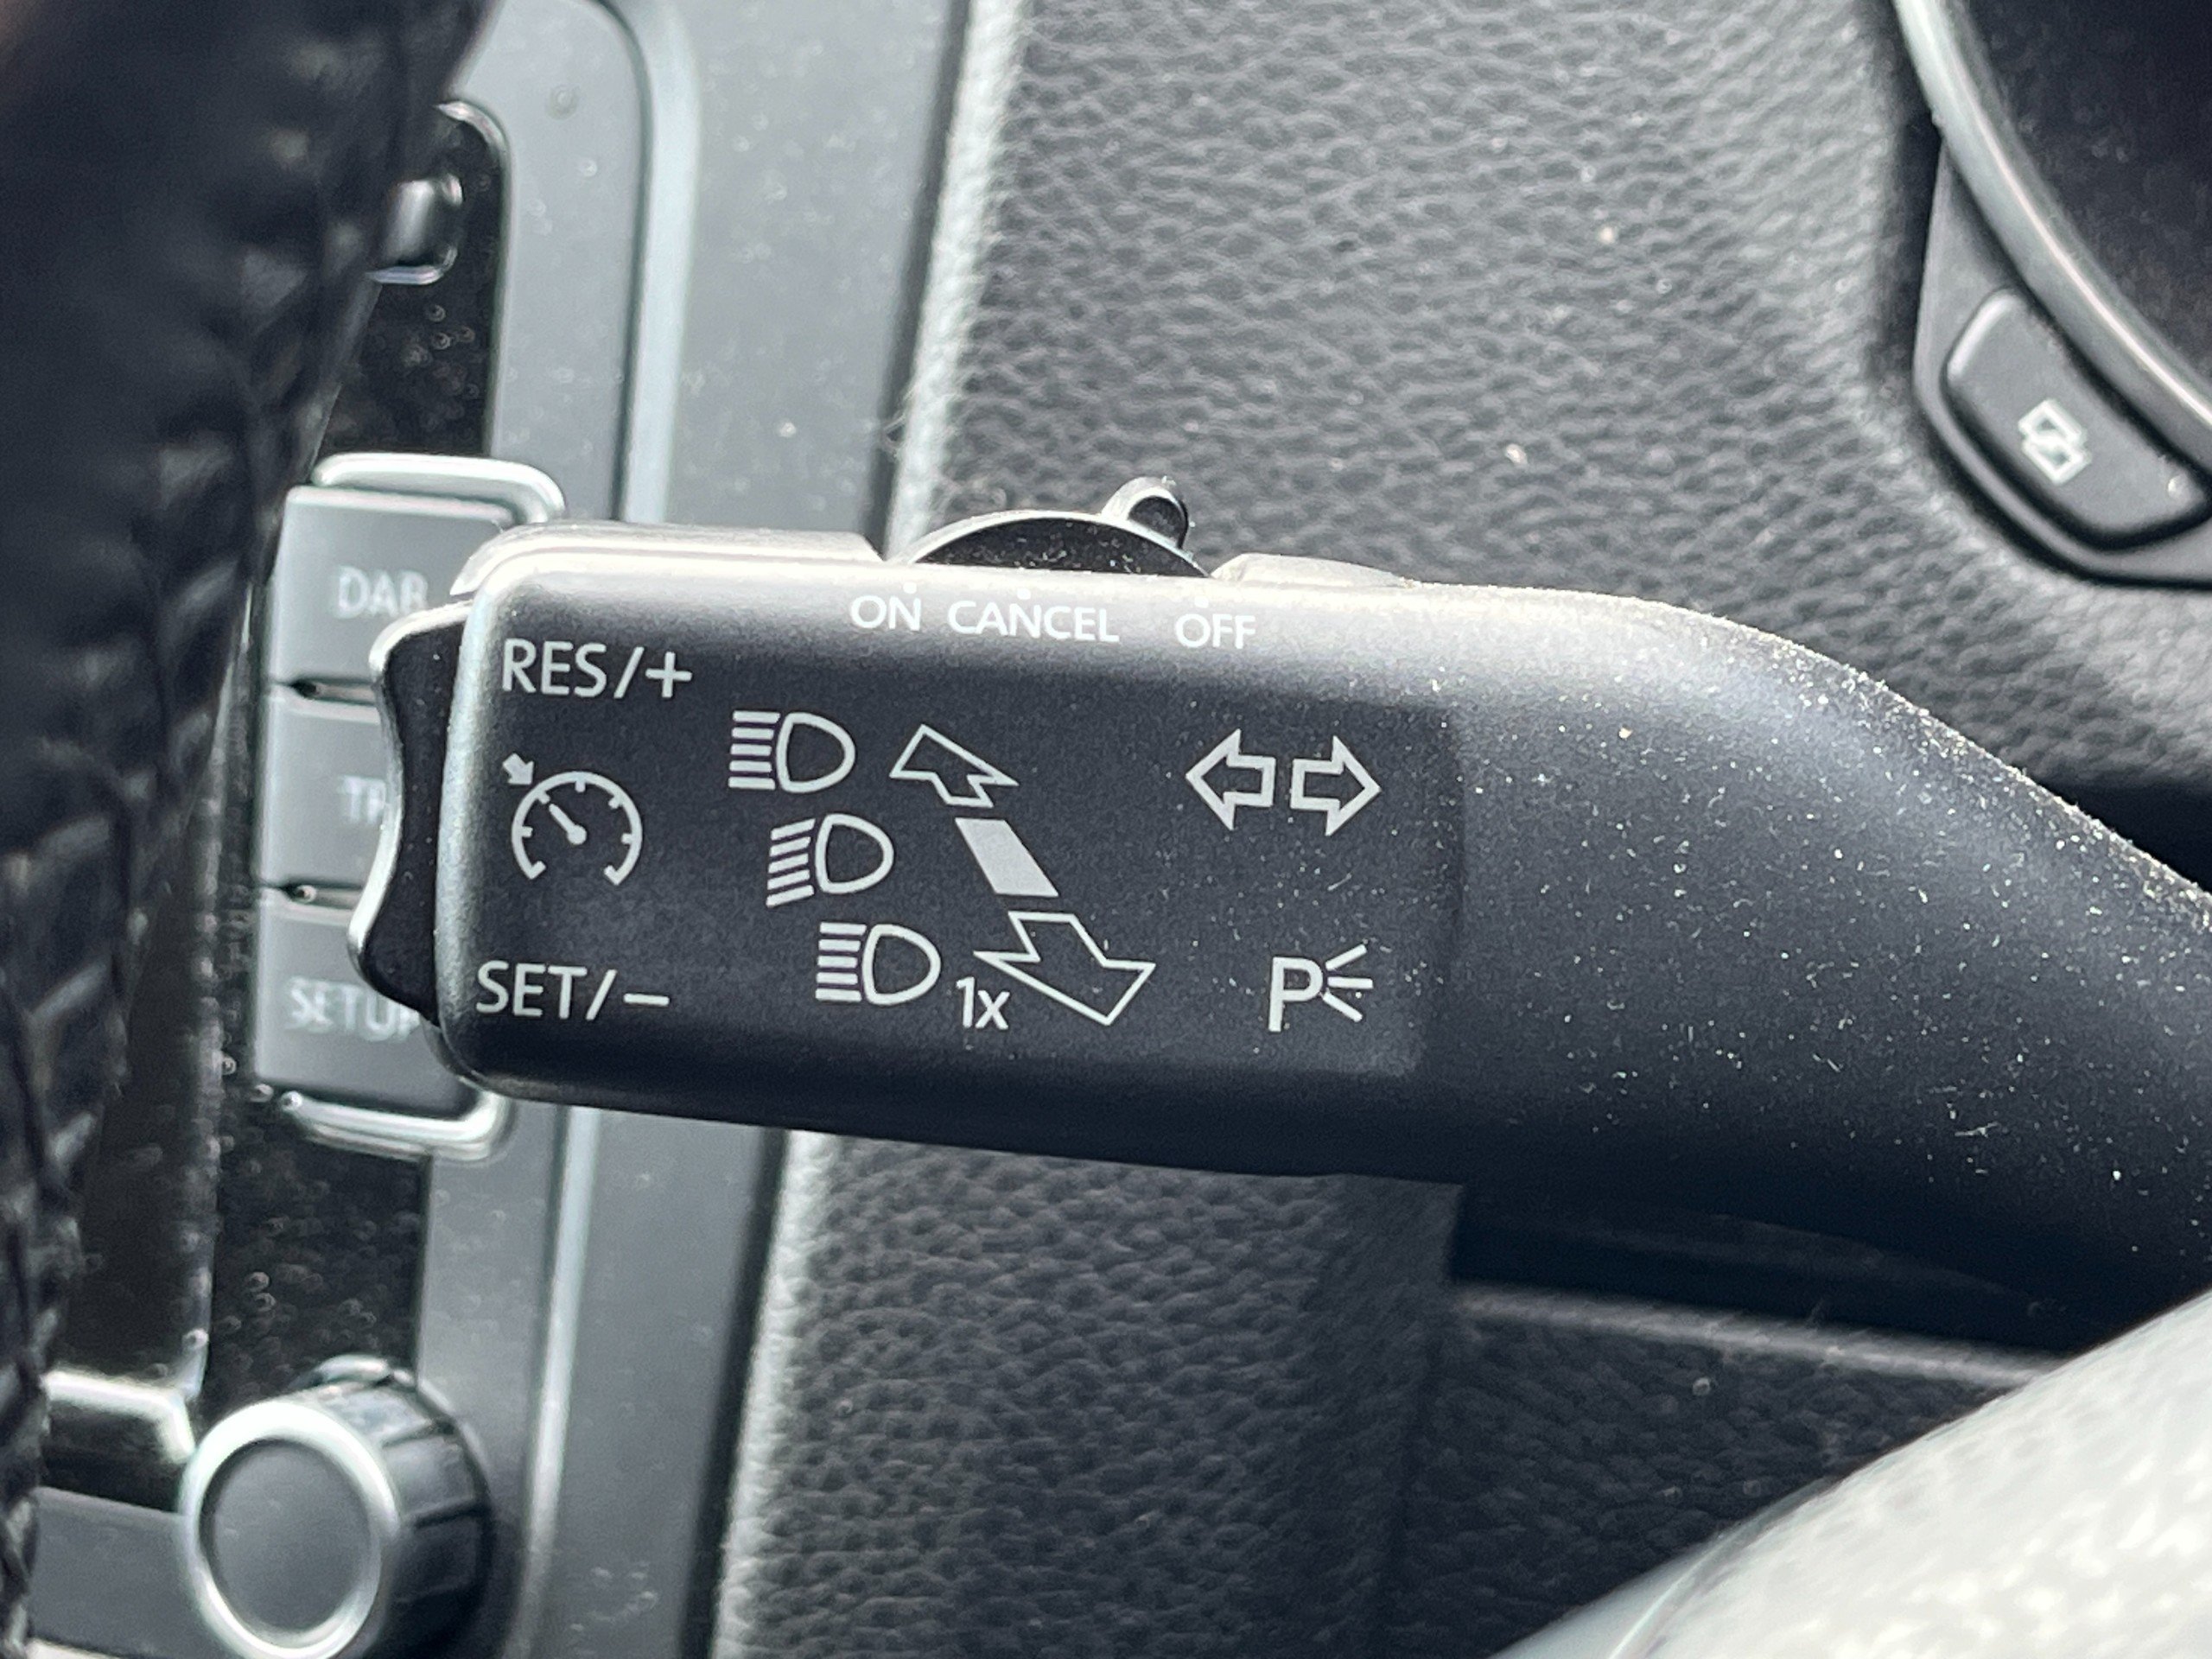 DAB
ON CANCEL OFF
RES/+
SET/−
1x
P
SETUP